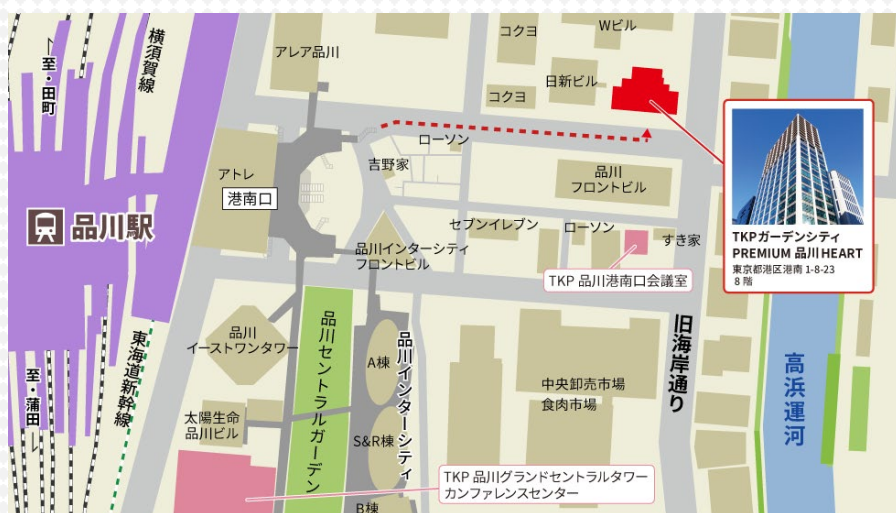 至・田町
横須賀線
アレア品川
コクヨ
Wビル
日新ビル
コクヨ
ローソン
吉野家
アトレ
港南口
品川
フロントビル
品川駅
セブンイレブン
ローソン
すき家
品川インターシティ
フロントビル
TKP 品川港南口会議室
TKPガーデンシティ
PREMIUM 品川HEART
東京都港区港南 1-8-23
8 階
品川
イーストワンタワー
品川セントラルガーデン
A棟
品川インターシティ
中央卸売市場
食肉市場
旧海岸通り
高浜運河
東海道新幹線
至・蒲田
太陽生命
品川ビル
S&R棟
B棟
TKP 品川グランドセントラルタワー
カンファレンスセンター